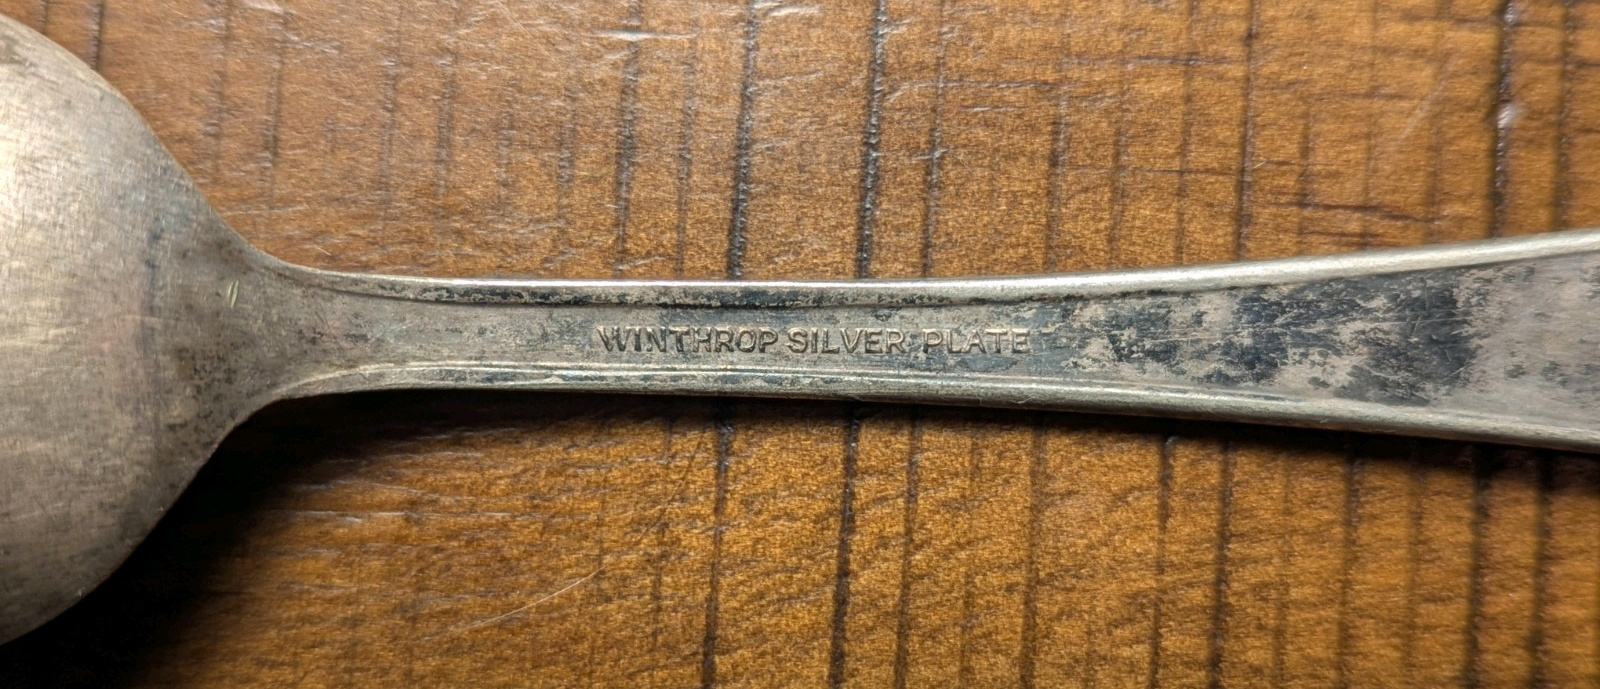 WINTHROP SILVER PLATE